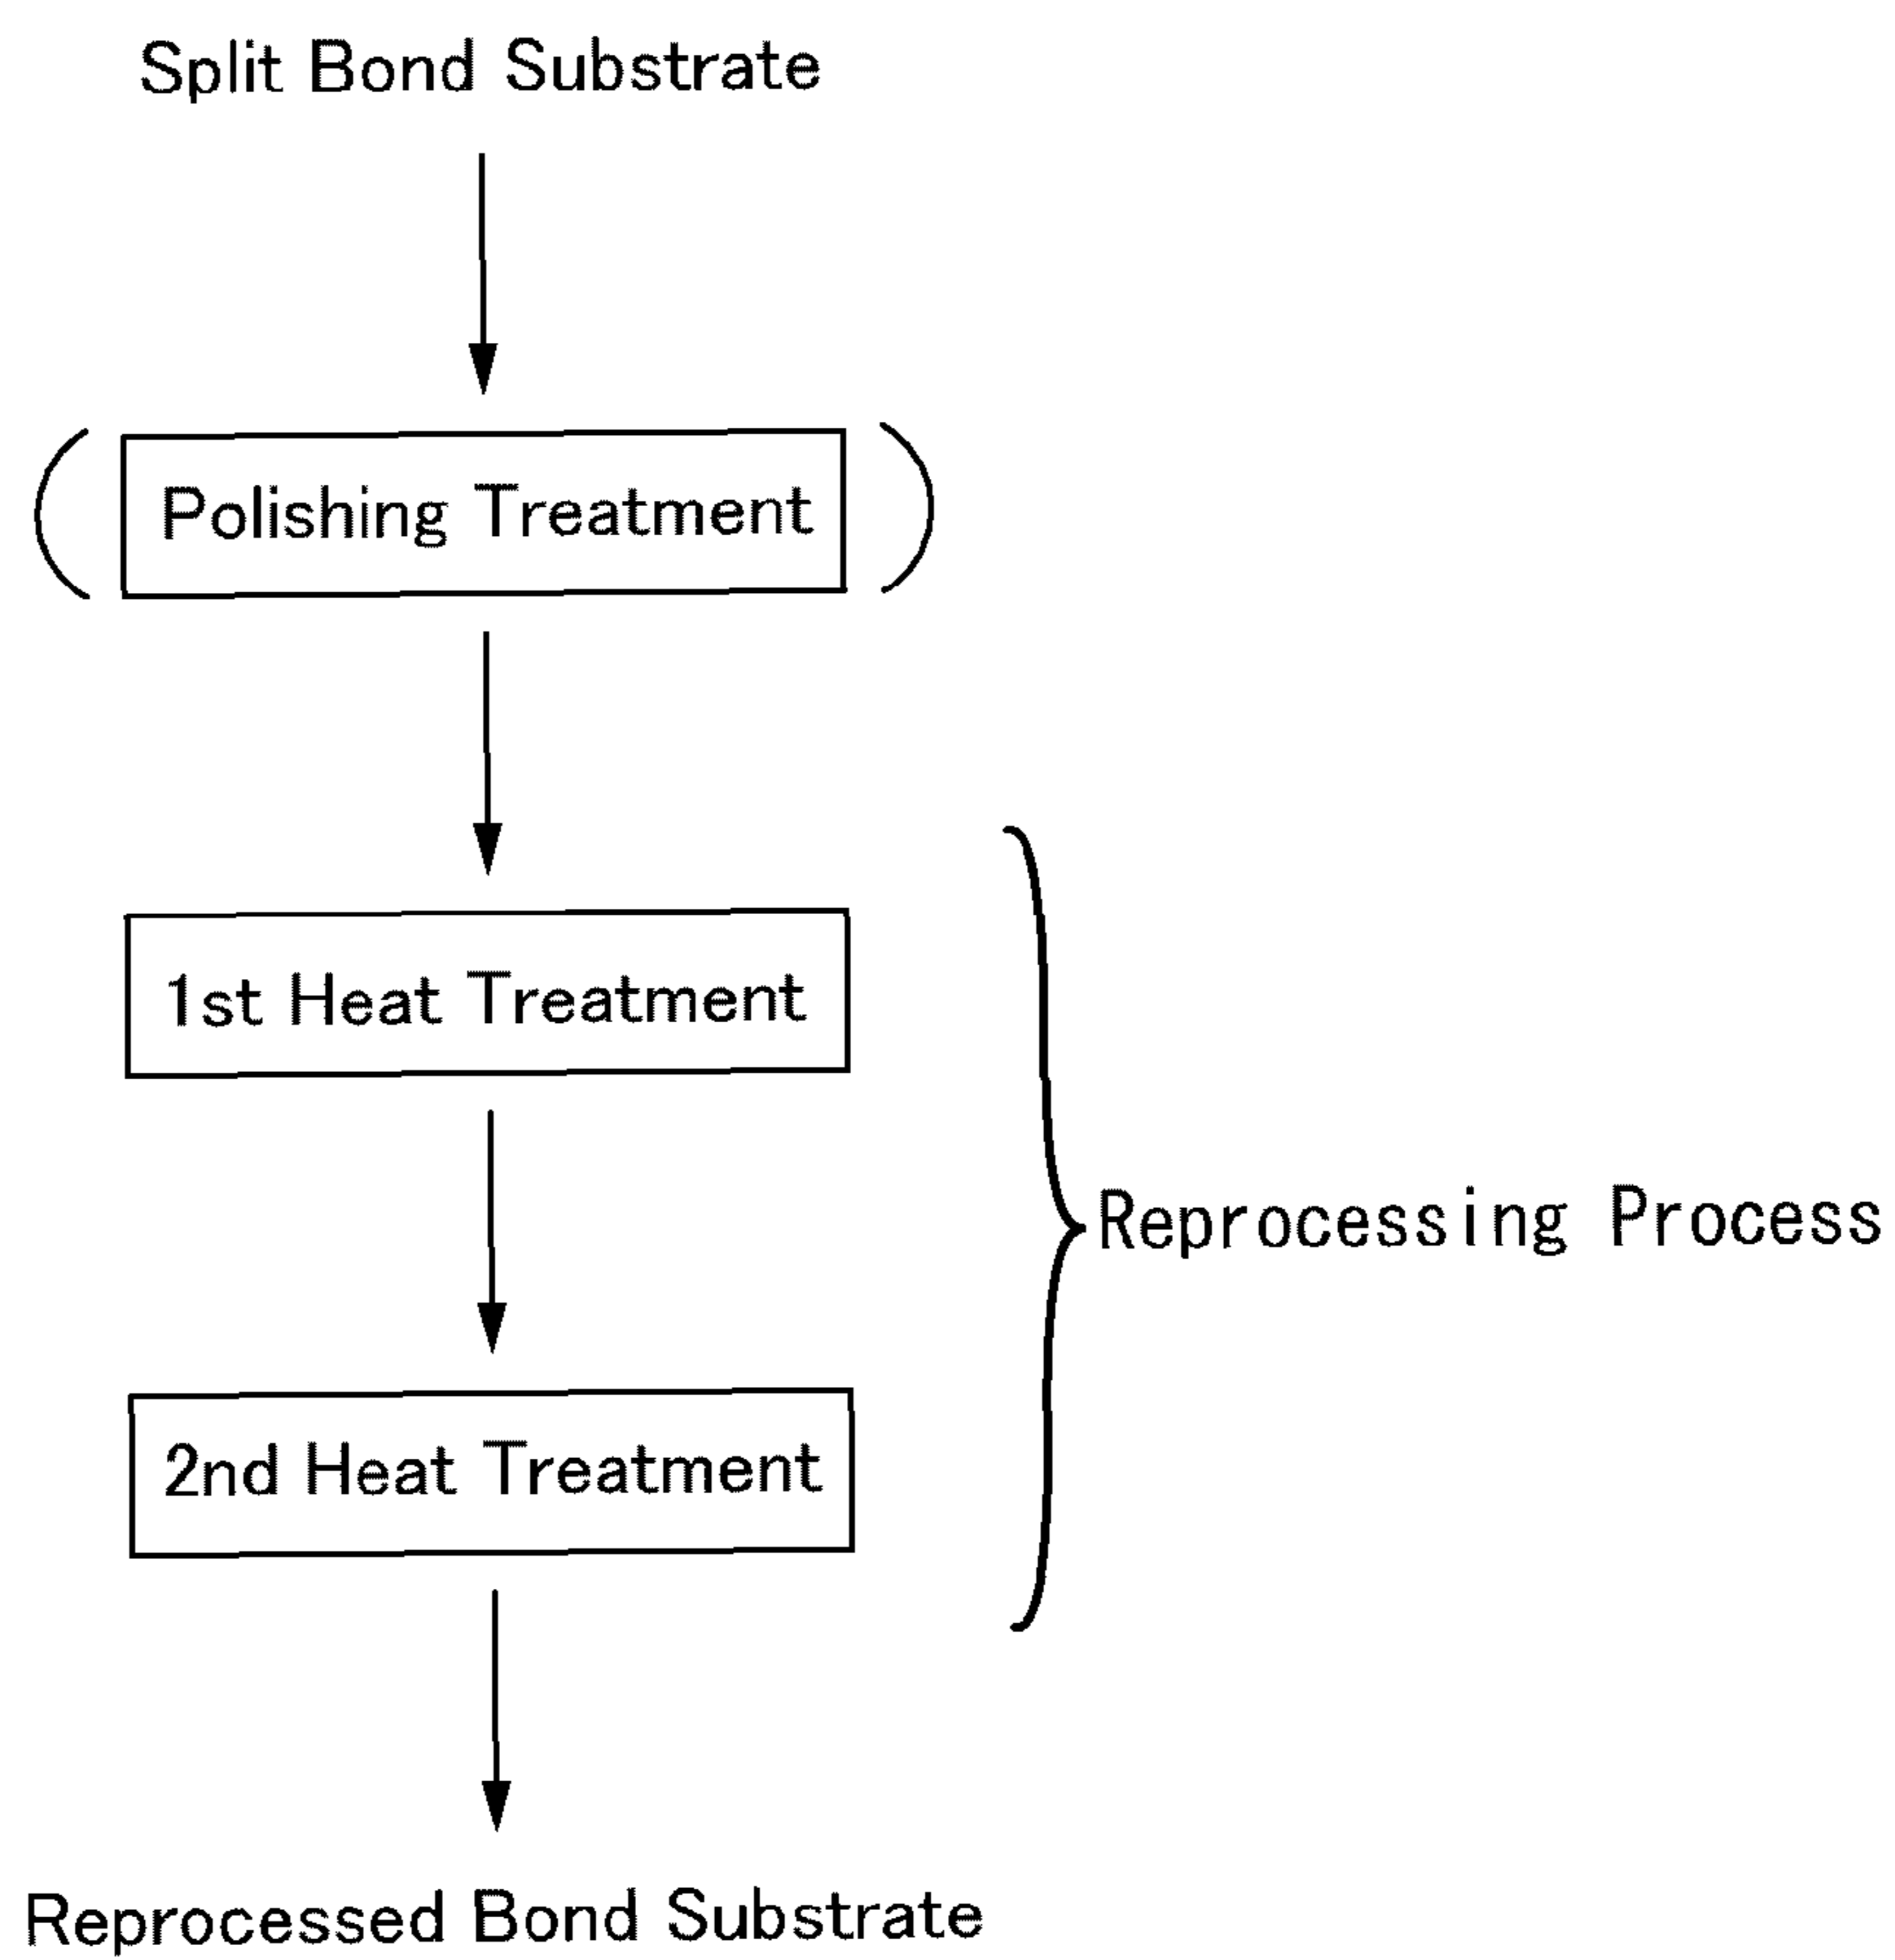 Split Bond Substrate
( Polishing Treatment )
1st Heat Treatment
2nd Heat Treatment
Reprocessing Process
Reprocessed Bond Substrate